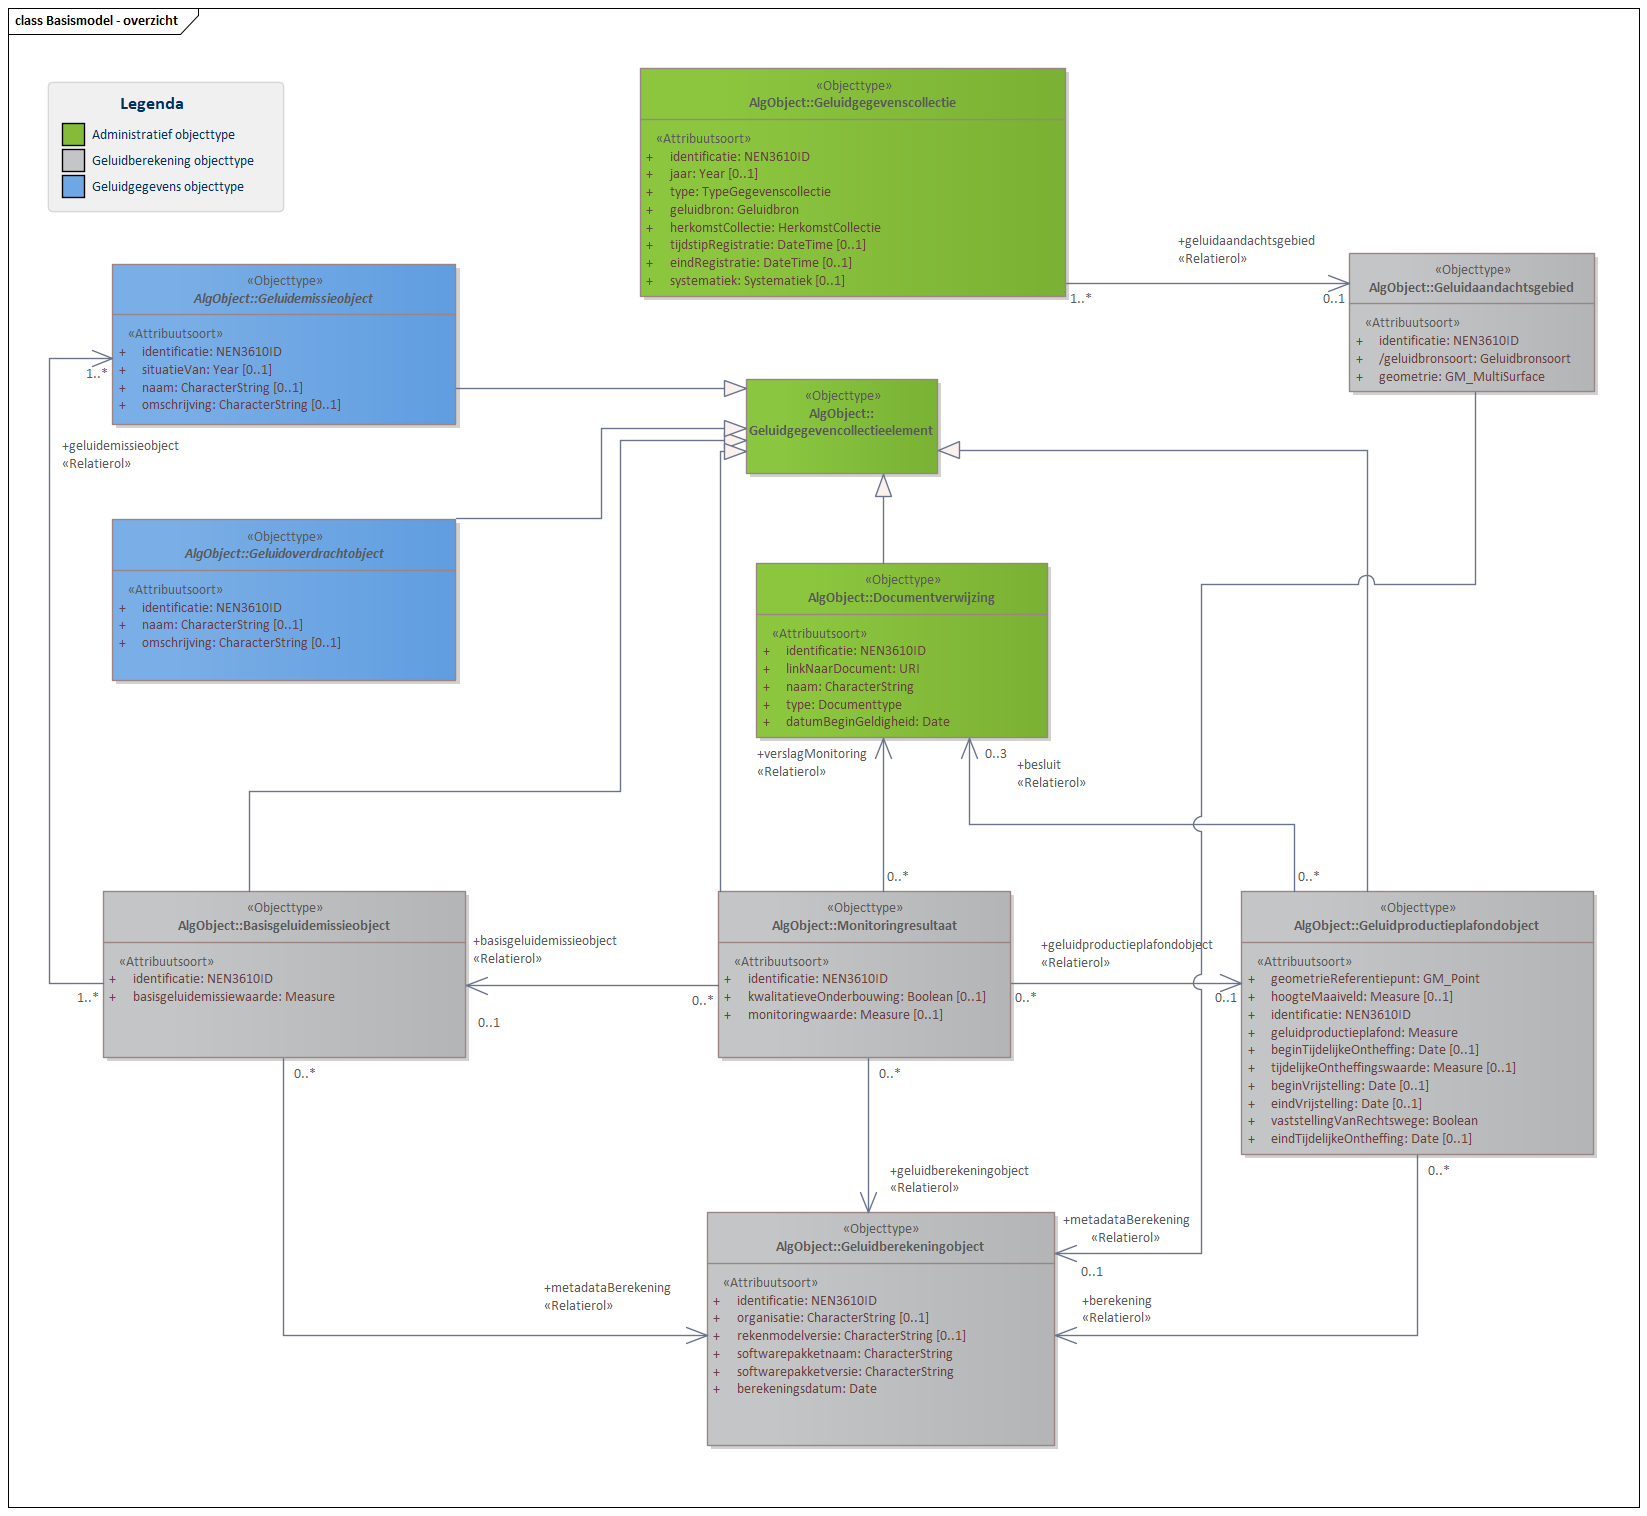 class Basismodel - overzicht
Legenda
Administratief objecttype
Geluidberekening objecttype
Geluidgegevens objecttype
«Objecttype»
AlgObject::Geluidgegevenscollectie
«Attribuutsoort»
+ identificatie: NEN3610ID
+ jaar: Year [0..1]
+ type: TypeGegevenscollectie
+ geluidbron: Geluidbron
+ herkomstCollectie: HerkomstCollectie
+ tijdstipRegistratie: DateTime [0..1]
+ eindRegistratie: DateTime [0..1]
+ systematiek: Systematiek [0..1]
+geluidaandachtsgebied
«Relatierol»
1..*
0..1
«Objecttype»
AlgObject::Geluidaandachtsgebied
«Attribuutsoort»
+ identificatie: NEN3610ID
+ /geluidbronsoort: Geluidbronsoort
+ geometrie: GM_MultiSurface
«Objecttype»
AlgObject::Geluidemissieobject
«Attribuutsoort»
+ identificatie: NEN3610ID
+ situatieVan: Year [0..1]
+ naam: CharacterString [0..1]
+ omschrijving: CharacterString [0..1]
1..*
+geluidemissieobject
«Relatierol»
«Objecttype»
AlgObject::
Geluidgegevencollectieelement
«Objecttype»
AlgObject::Geluidoverdrachtobject
«Attribuutsoort»
+ identificatie: NEN3610ID
+ naam: CharacterString [0..1]
+ omschrijving: CharacterString [0..1]
«Objecttype»
AlgObject::Documentverwijzing
«Attribuutsoort»
+ identificatie: NEN3610ID
+ linkNaarDocument: URI
+ naam: CharacterString
+ type: Documenttype
+ datumBeginGeldigheid: Date
+verslagMonitoring
«Relatierol»
0..3
+besluit
«Relatierol»
0..*
0..*
«Objecttype»
AlgObject::Basisgeluidemissieobject
«Attribuutsoort»
+ identificatie: NEN3610ID
+ basisgeluidemissiewaarde: Measure
1..*
+basisgeluidemissieobject
«Relatierol»
0..1
0..*
«Objecttype»
AlgObject::Monitoringresultaat
«Attribuutsoort»
+ identificatie: NEN3610ID
+ kwalitatieveOnderbouwing: Boolean [0..1]
+ monitoringwaarde: Measure [0..1]
+geluidproductieplafondobject
«Relatierol»
0..*
0..1
«Objecttype»
AlgObject::Geluidproductieplafondobject
«Attribuutsoort»
+ geometrieReferentiepunt: GM_Point
+ hoogteMaaiveld: Measure [0..1]
+ identificatie: NEN3610ID
+ geluidproductieplafond: Measure
+ beginTijdelijkeOntheffing: Date [0..1]
+ tijdelijkeOntheffingswaarde: Measure [0..1]
+ beginVrijstelling: Date [0..1]
+ eindVrijstelling: Date [0..1]
+ vaststellingVanRechtswege: Boolean
+ eindTijdelijkeOntheffing: Date [0..1]
0..*
0..*
0..*
+geluidberekeningobject
«Relatierol»
+metadataBerekening
«Relatierol»
0..1
+metadataBerekening
«Relatierol»
+berekening
«Relatierol»
«Objecttype»
AlgObject::Geluidberekeningobject
«Attribuutsoort»
+ identificatie: NEN3610ID
+ organisatie: CharacterString [0..1]
+ rekenmodelversie: CharacterString [0..1]
+ softwarepakketnaam: CharacterString
+ softwarepakketversie: CharacterString
+ berekeningsdatum: Date